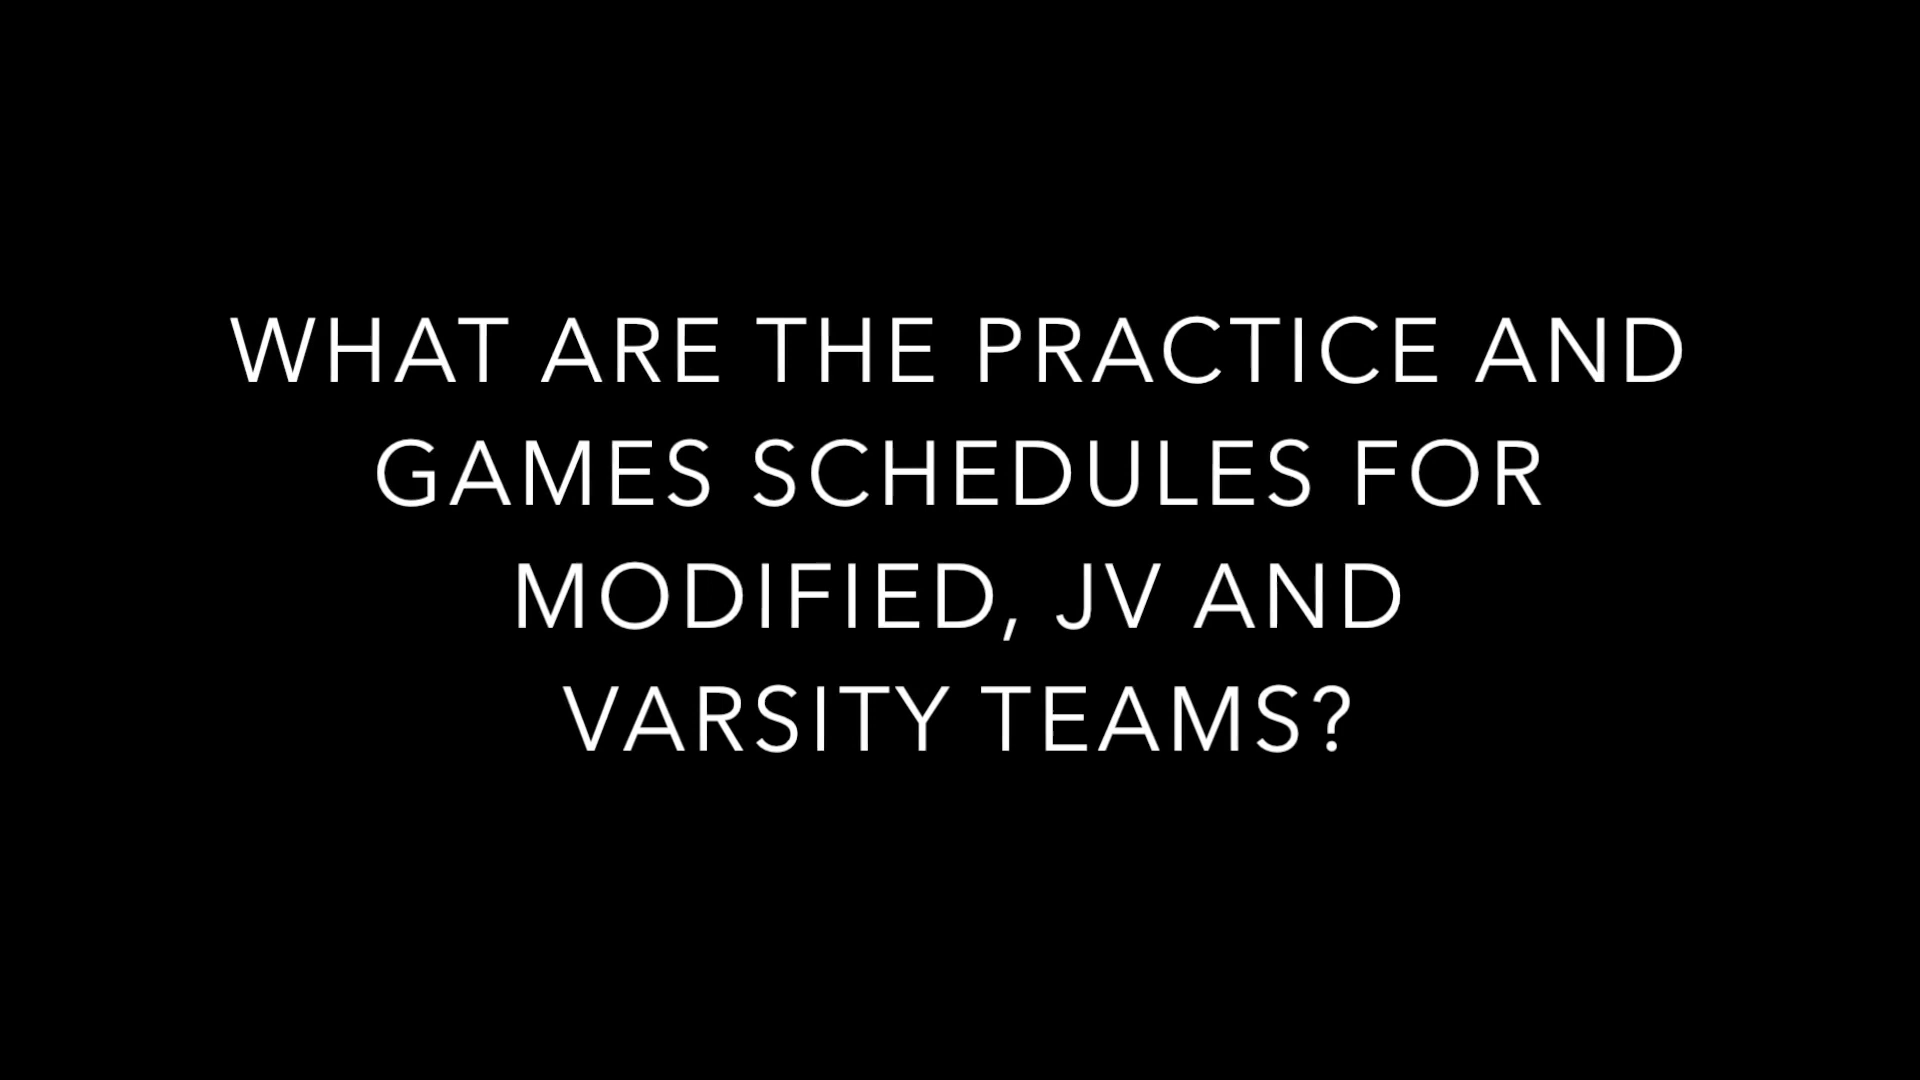 WHAT ARE THE PRACTICE AND
GAMES SCHEDULES FOR
MODIFIED, JV AND
VARSITY TEAMS?